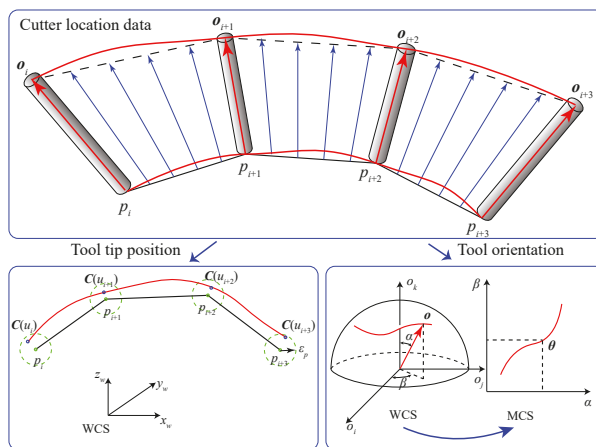 Cutter location data
o_{i+1}
o_{i+2}
o_i
o_{i+3}
p_i
p_{i+1}
p_{i+2}
p_{i+3}
Tool tip position
Tool orientation
C(u_{i+1})
C(u_{i+2})
C(u_i)
C(u_{i+3})
p_{i+1}
p_{i+2}
p_i
p_{i+3}
ε_p
z_w
y_w
x_w
WCS
o_k
o
α
β
o_j
o_i
WCS
β
θ
α
MCS